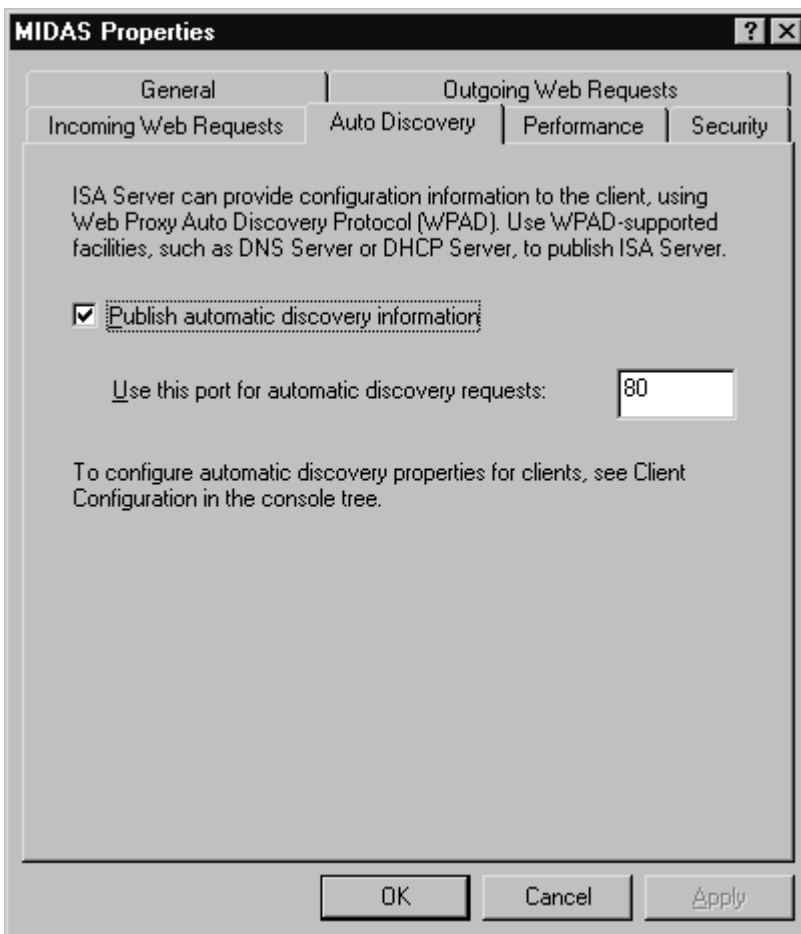 MIDAS Properties
General Outgoing Web Requests
Incoming Web Requests Auto Discovery Performance Security
ISA Server can provide configuration information to the client, using
Web Proxy Auto Discovery Protocol (WPAD). Use WPAD-supported
facilities, such as DNS Server or DHCP Server, to publish ISA Server.
Publish automatic discovery information
Use this port for automatic discovery requests: 80
To configure automatic discovery properties for clients, see Client
Configuration in the console tree.
OK Cancel Apply